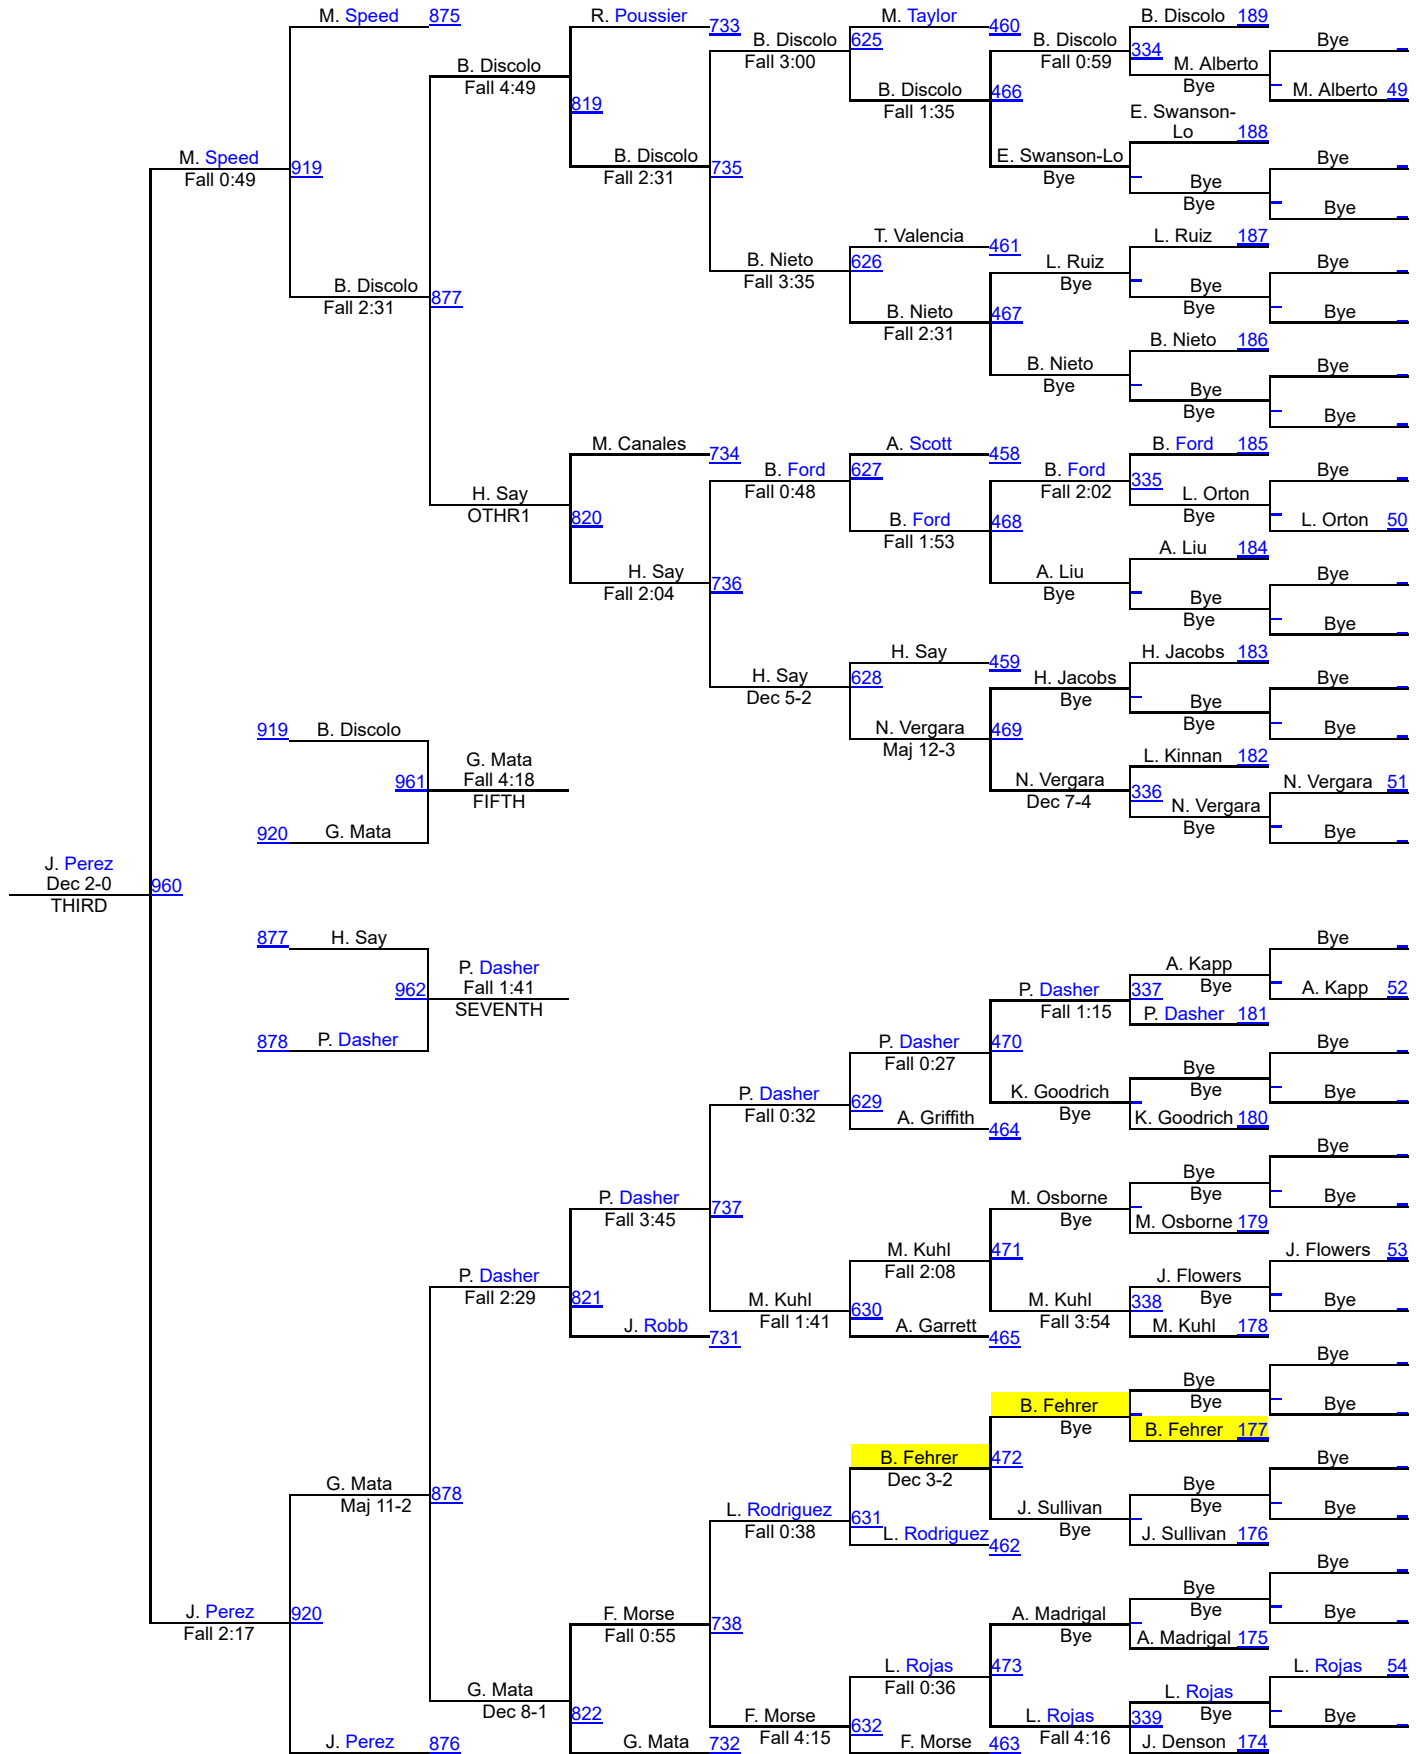 M. Speed 875
R. Poussier 733
M. Taylor 460
B. Discolo 189
B. Discolo 625
Fall 3:00
B. Discolo 334
Fall 0:59
Bye
M. Alberto
Bye
B. Discolo
Fall 4:49
B. Discolo 466
Fall 1:35
M. Alberto 49
819
E. Swanson-
Lo 188
M. Speed 919
Fall 0:49
B. Discolo 735
Fall 2:31
E. Swanson-Lo
Bye
Bye
Bye
Bye
Bye
T. Valencia 461
L. Ruiz 187
B. Nieto 626
Fall 3:35
L. Ruiz
Bye
Bye
B. Discolo 877
Fall 2:31
Bye
Bye
B. Nieto 467
Fall 2:31
Bye
B. Nieto 186
B. Nieto
Bye
Bye
Bye
Bye
Bye
M. Canales 734
A. Scott 458
B. Ford 185
B. Ford 627
Fall 0:48
B. Ford 335
Fall 2:02
Bye
H. Say
OTHR1
L. Orton
Bye
820
B. Ford 468
Fall 1:53
L. Orton 50
A. Liu 184
H. Say 736
Fall 2:04
A. Liu
Bye
Bye
Bye
Bye
Bye
H. Say 459
H. Jacobs 183
H. Say 628
Dec 5-2
H. Jacobs
Bye
Bye
Bye
Bye
919 B. Discolo
N. Vergara 469
Maj 12-3
Bye
G. Mata
961 Fall 4:18
FIFTH
L. Kinnan 182
N. Vergara 336
Dec 7-4
N. Vergara 51
N. Vergara
Bye
920 G. Mata
Bye
J. Perez
Dec 2-0 960
THIRD
877 H. Say
Bye
P. Dasher
962 Fall 1:41
SEVENTH
A. Kapp
Bye
P. Dasher 337
Fall 1:15
A. Kapp 52
P. Dasher 181
878 P. Dasher
P. Dasher 470
Fall 0:27
Bye
Bye
Bye
P. Dasher 629
Fall 0:32
K. Goodrich
Bye
Bye
A. Griffith 464
K. Goodrich 180
Bye
Bye
Bye
P. Dasher 737
Fall 3:45
M. Osborne
Bye
Bye
M. Osborne 179
M. Kuhl 471
Fall 2:08
J. Flowers 53
P. Dasher
Fall 2:29
J. Flowers
Bye
821
M. Kuhl 630
Fall 1:41
M. Kuhl 338
Fall 3:54
Bye
J. Robb 731
A. Garrett 465
M. Kuhl 178
Bye
Bye
Bye
B. Fehrer
Bye
Bye
B. Fehrer 177
B. Fehrer 472
Dec 3-2
Bye
G. Mata 878
Maj 11-2
Bye
Bye
L. Rodriguez 631
Fall 0:38
J. Sullivan
Bye
Bye
L. Rodriguez 462
J. Sullivan 176
Bye
Bye
Bye
J. Perez 920
Fall 2:17
F. Morse 738
Fall 0:55
A. Madrigal
Bye
Bye
A. Madrigal 175
L. Rojas 473
Fall 0:36
L. Rojas 54
G. Mata
Dec 8-1
L. Rojas
Bye
822
F. Morse 632
Fall 4:15
L. Rojas 339
Fall 4:16
Bye
J. Perez 876
G. Mata 732
F. Morse 463
J. Denson 174